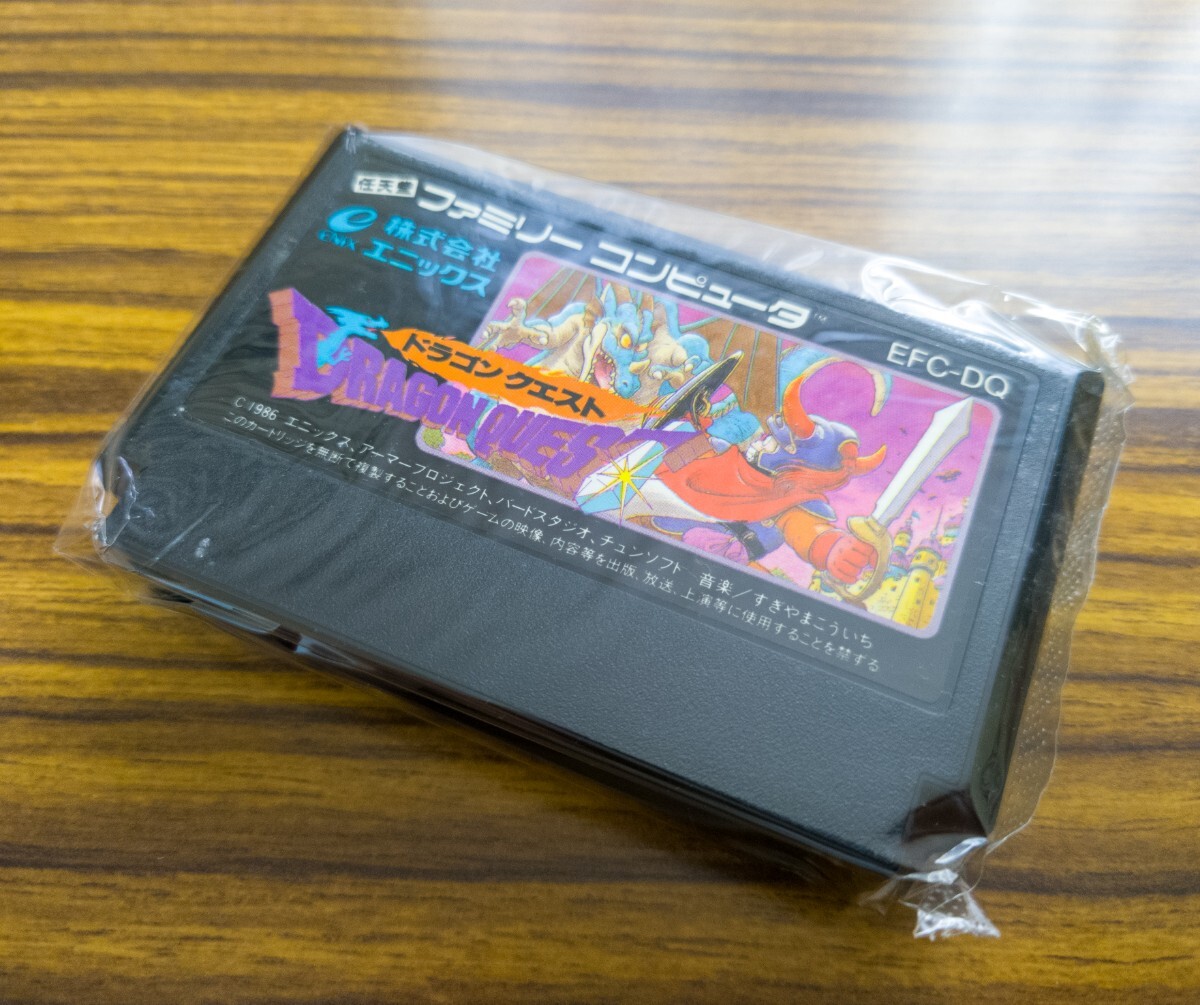 任天堂 ファミリー コンピュータ™
enix 株式会社
エニックス
EFC-DQ
ドラゴンクエスト
DRAGON QUEST
C 1986 エニックス、アーマープロジェクト、バードスタジオ、チュンソフト 音楽/すぎやまこういち
このカートリッジを無断で複製することおよびゲームの映像、内容等を出版、放送、上演等に使用することを禁ずる